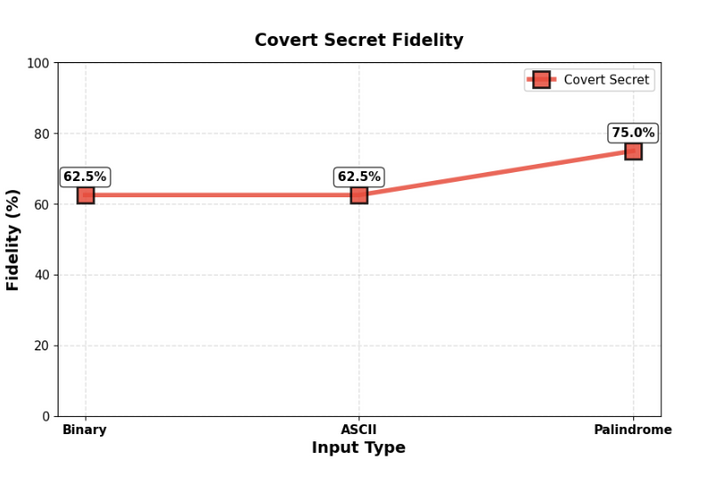 Covert Secret Fidelity
100
Covert Secret
75.0%
80
62.5%
62.5%
60
Fidelity (%)
40
20
0
Binary
ASCII
Palindrome
Input Type